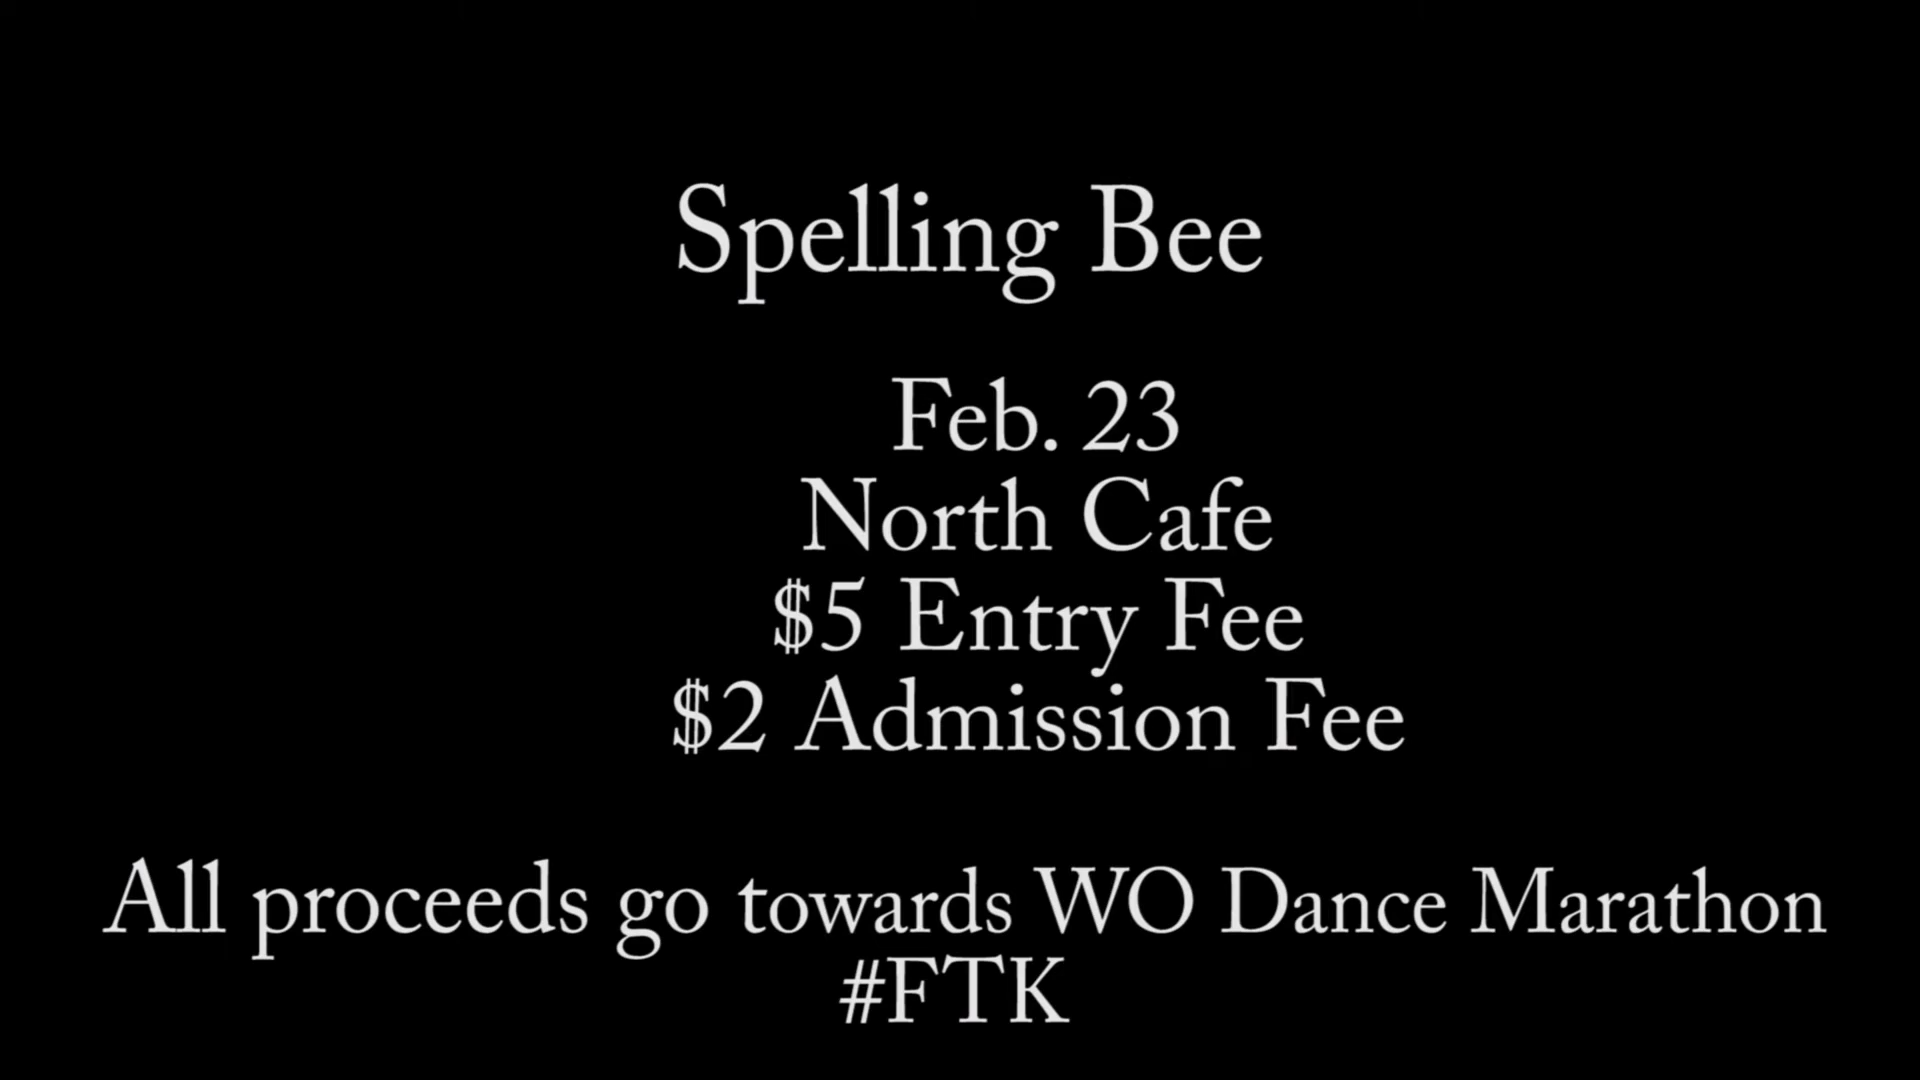 Spelling Bee
Feb. 23
North Cafe
$5 Entry Fee
$2 Admission Fee
All proceeds go towards WO Dance Marathon
#FTK